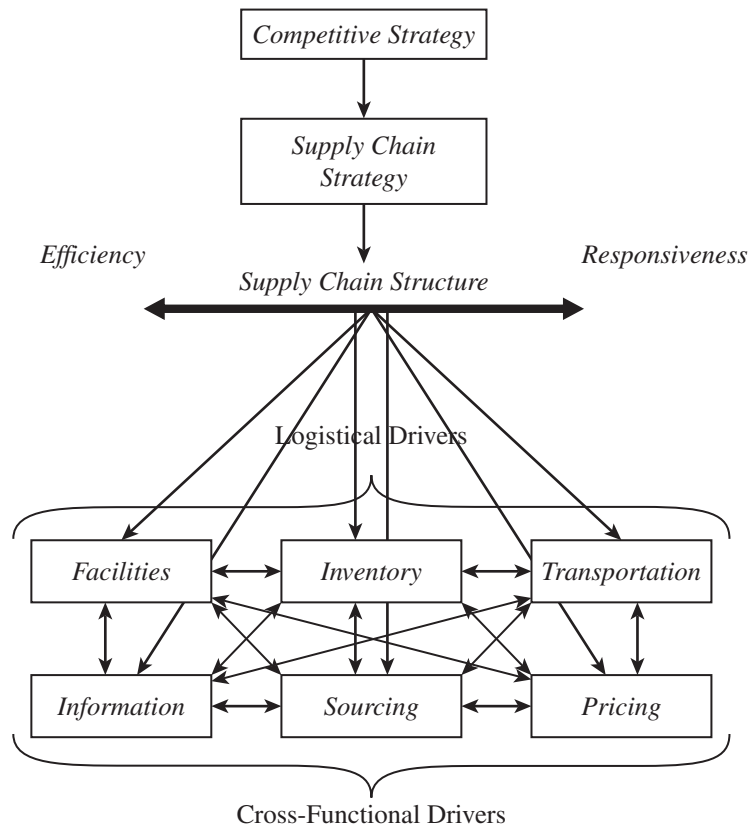 Competitive Strategy
Supply Chain
Strategy
Efficiency
Responsiveness
Supply Chain Structure
Logistical Drivers
Facilities
Inventory
Transportation
Information
Sourcing
Pricing
Cross-Functional Drivers